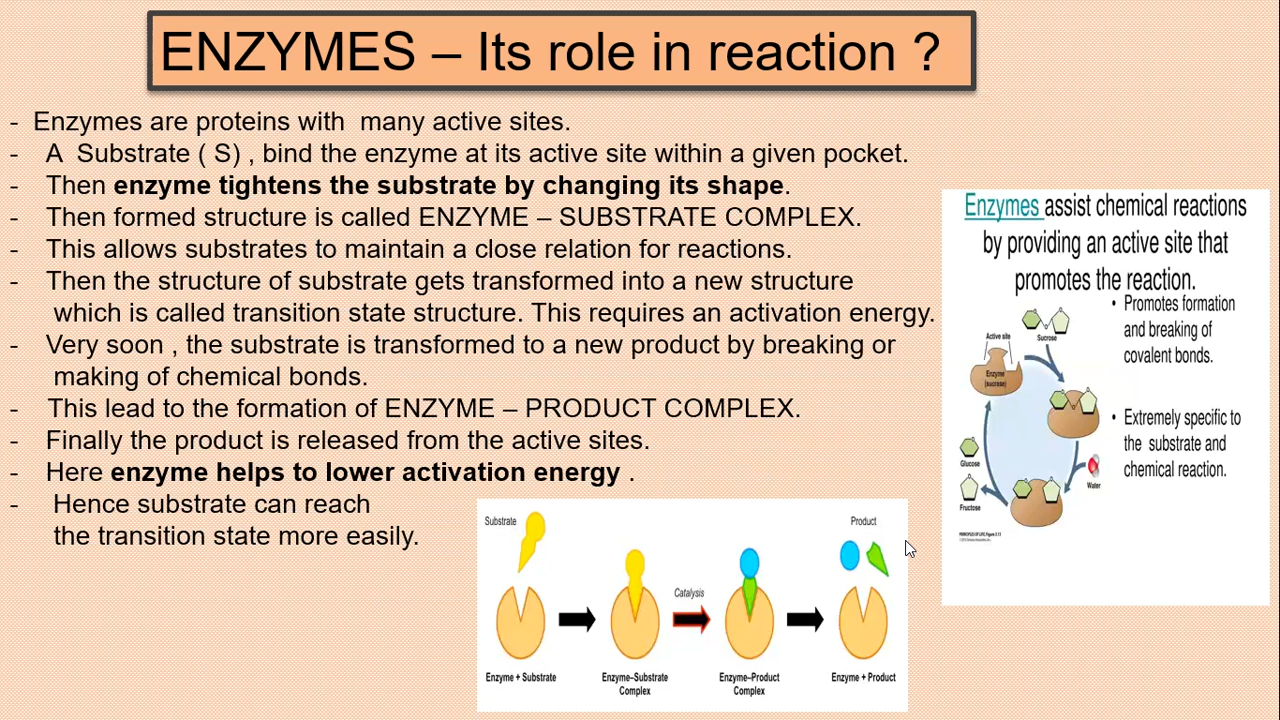 ENZYMES – Its role in reaction ?
- Enzymes are proteins with many active sites.
- A Substrate ( S) , bind the enzyme at its active site within a given pocket.
- Then enzyme tightens the substrate by changing its shape.
- Then formed structure is called ENZYME – SUBSTRATE COMPLEX.
- This allows substrates to maintain a close relation for reactions.
- Then the structure of substrate gets transformed into a new structure
which is called transition state structure. This requires an activation energy.
- Very soon , the substrate is transformed to a new product by breaking or
making of chemical bonds.
- This lead to the formation of ENZYME – PRODUCT COMPLEX.
- Finally the product is released from the active sites.
- Here enzyme helps to lower activation energy .
- Hence substrate can reach
the transition state more easily.
Enzymes assist chemical reactions
by providing an active site that
promotes the reaction.
• Promotes formation
and breaking of
covalent bonds.
• Extremely specific to
the substrate and
chemical reaction.
Active site
Sucrose
Enzyme
(sucrase)
Glucose
Water
Fructose
Substrate
Product
Catalysis
Enzyme + Substrate
Enzyme–Substrate
Complex
Enzyme–Product
Complex
Enzyme + Product